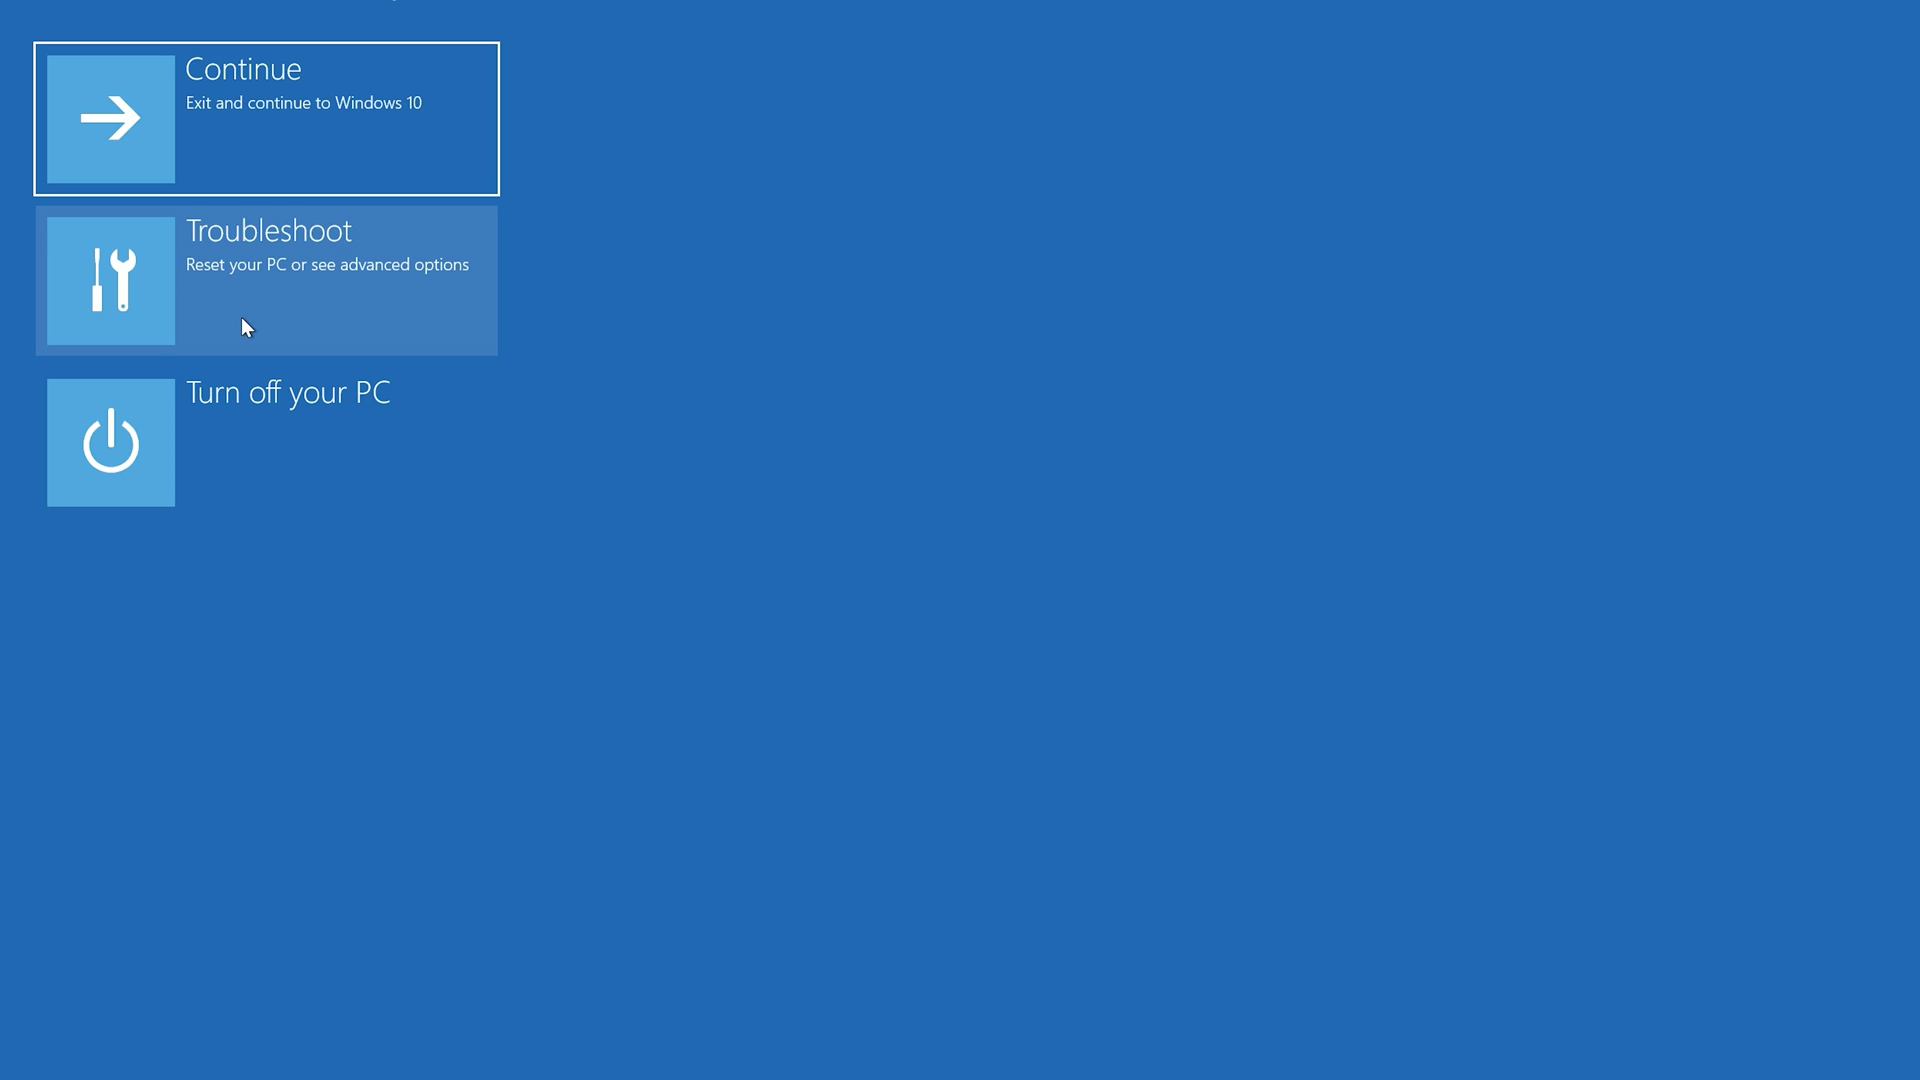 Continue
Exit and continue to Windows 10
Troubleshoot
Reset your PC or see advanced options
Turn off your PC